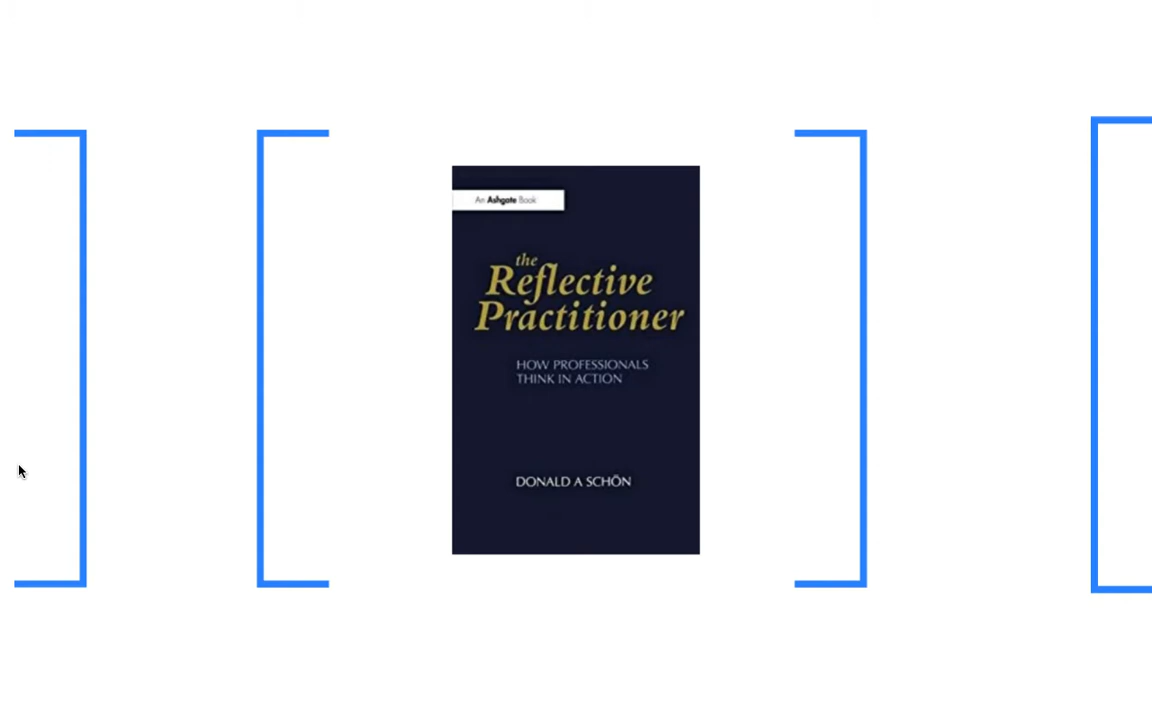 An Ashgate Book
the
Reflective
Practitioner
HOW PROFESSIONALS
THINK IN ACTION
DONALD A SCHÖN